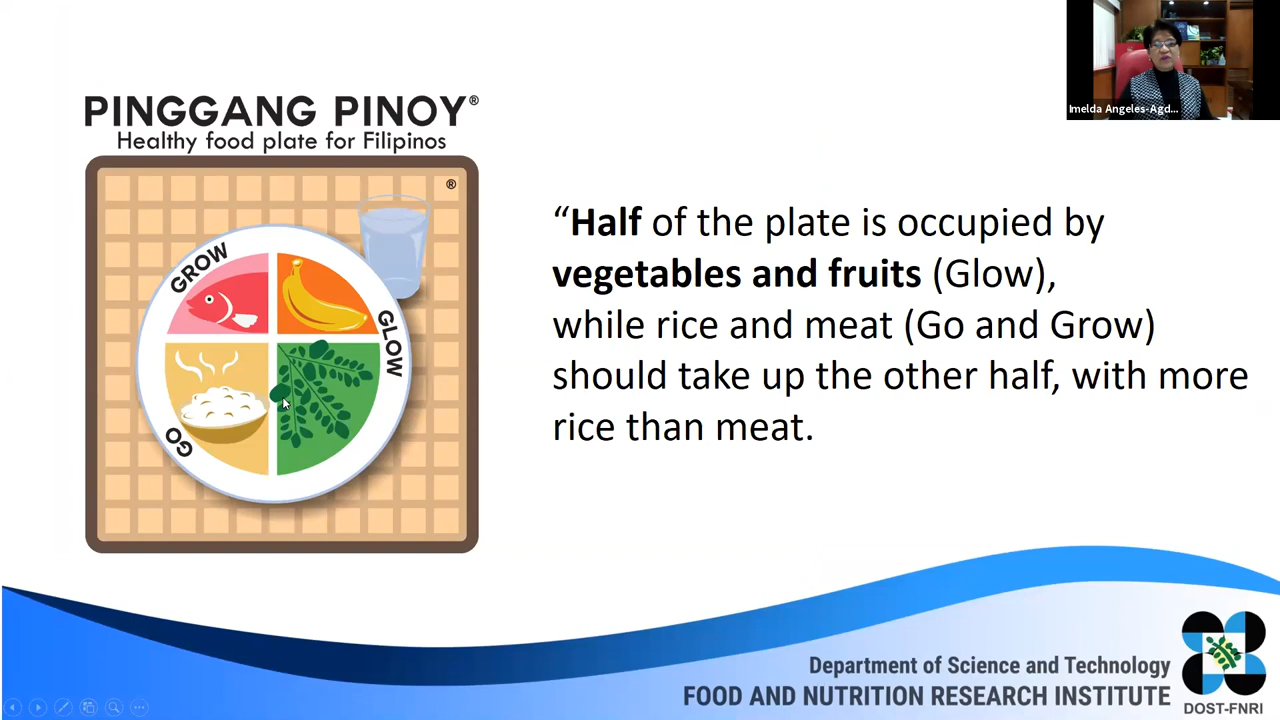 Imelda Angeles-Agd...
PINGGANG PINOY®
Healthy food plate for Filipinos
®
GROW
GLOW
GO
“Half of the plate is occupied by
vegetables and fruits (Glow),
while rice and meat (Go and Grow)
should take up the other half, with more
rice than meat.
Department of Science and Technology
FOOD AND NUTRITION RESEARCH INSTITUTE
DOST-FNRI